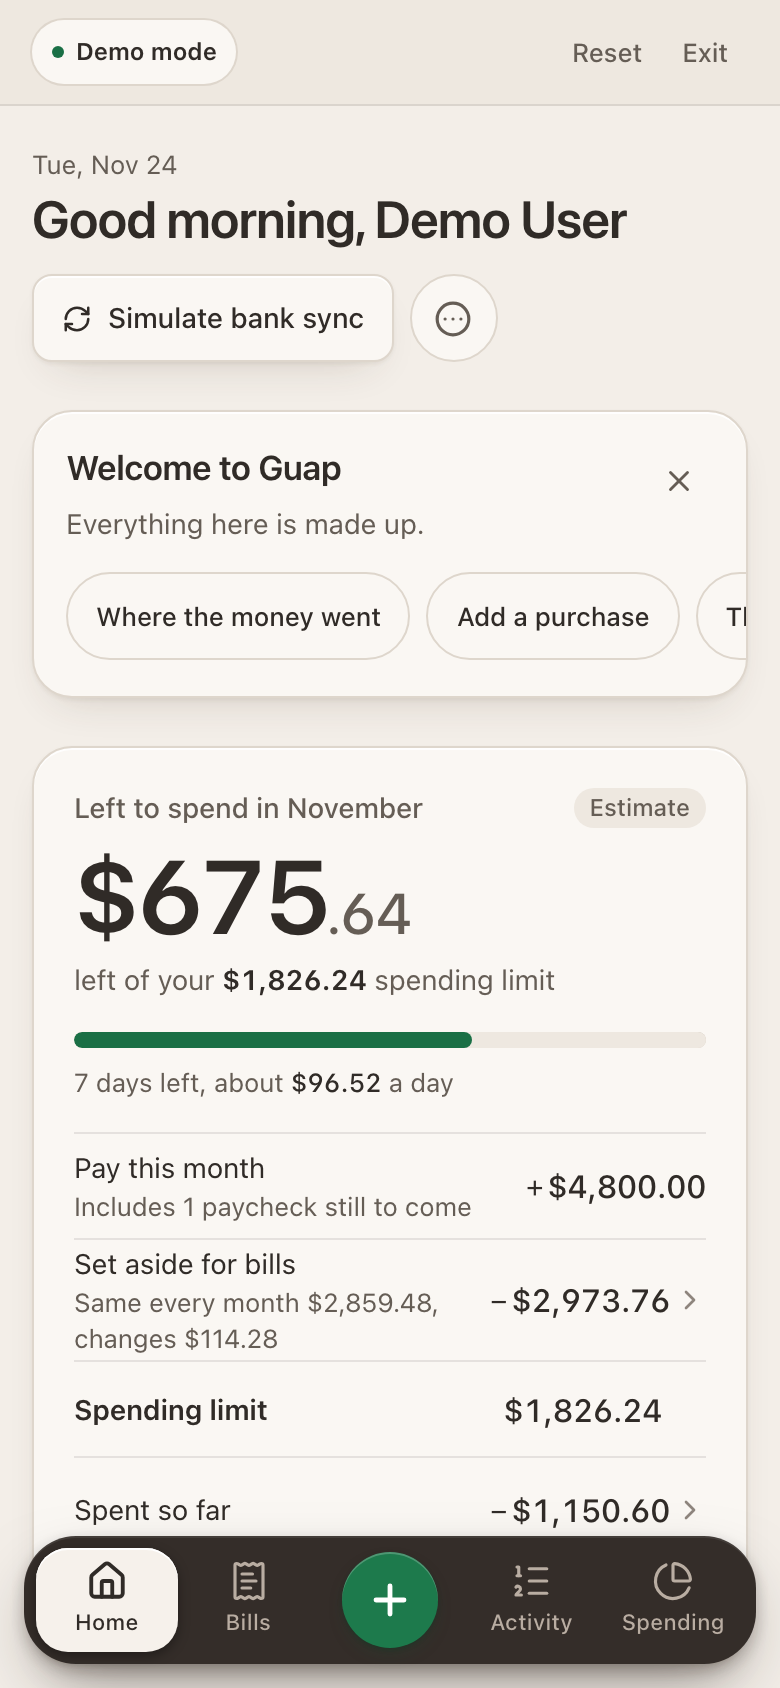 Demo mode
Reset
Exit
Tue, Nov 24
Good morning, Demo User
Simulate bank sync
Welcome to Guap
Everything here is made up.
Where the money went
Add a purchase
Left to spend in November
Estimate
$675.64
left of your $1,826.24 spending limit
7 days left, about $96.52 a day
Pay this month
Includes 1 paycheck still to come
+$4,800.00
Set aside for bills
Same every month $2,859.48,
changes $114.28
−$2,973.76
Spending limit
$1,826.24
Spent so far
−$1,150.60
Home
Bills
Activity
Spending